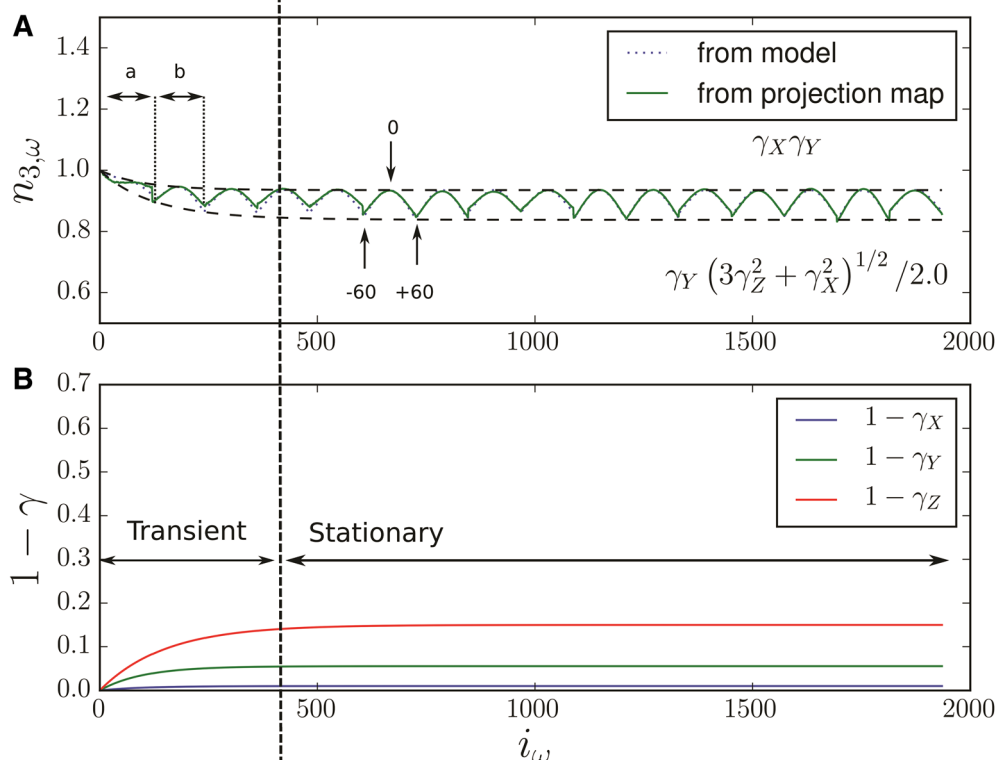 A
1.4
1.2
1.0
0.8
0.6
n_{3,ω}
a b
0
-60 +60
from model
from projection map
γ_X γ_Y
γ_Y (3γ_Z^2 + γ_X^2)^{1/2} /2.0
0 500 1000 1500 2000
B
0.7
0.6
0.5
0.4
0.3
0.2
0.1
0.0
1 − γ
Transient Stationary
1 − γ_X
1 − γ_Y
1 − γ_Z
0 500 1000 1500 2000
i_ω